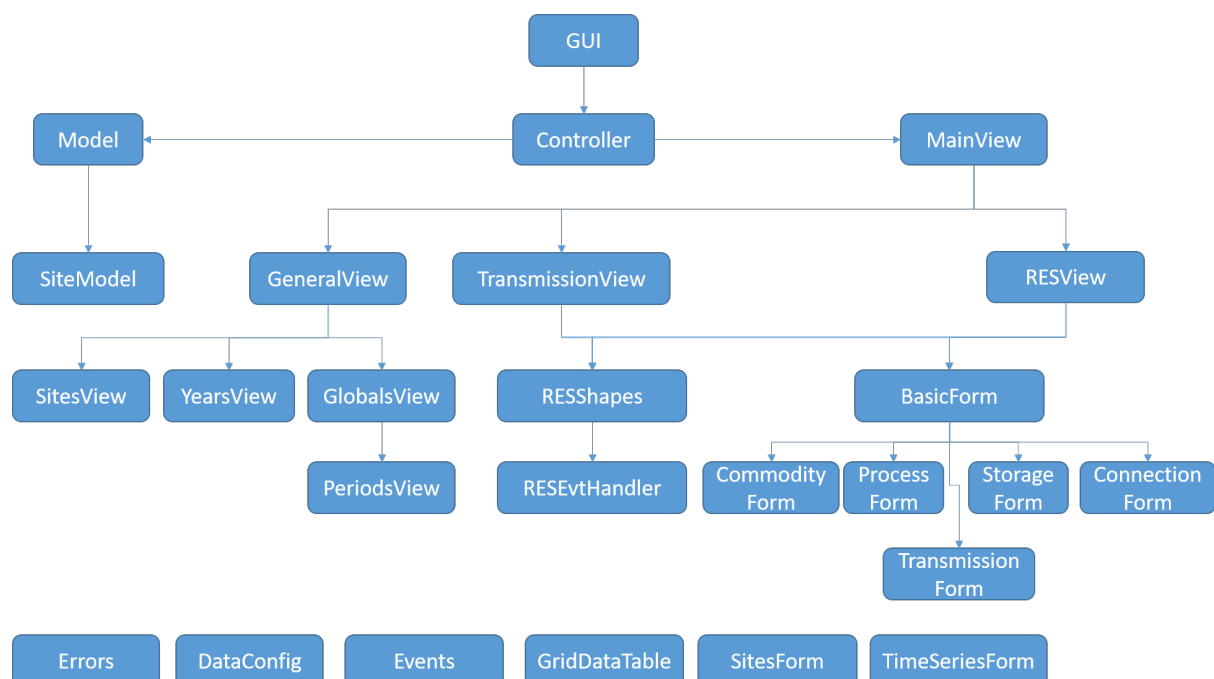 GUI
Model
Controller
MainView
SiteModel
GeneralView
TransmissionView
RESView
SitesView
YearsView
GlobalsView
RESShapes
BasicForm
PeriodsView
RESEvtHandler
Commodity
Form
Process
Form
Storage
Form
Connection
Form
Transmission
Form
Errors
DataConfig
Events
GridDataTable
SitesForm
TimeSeriesForm